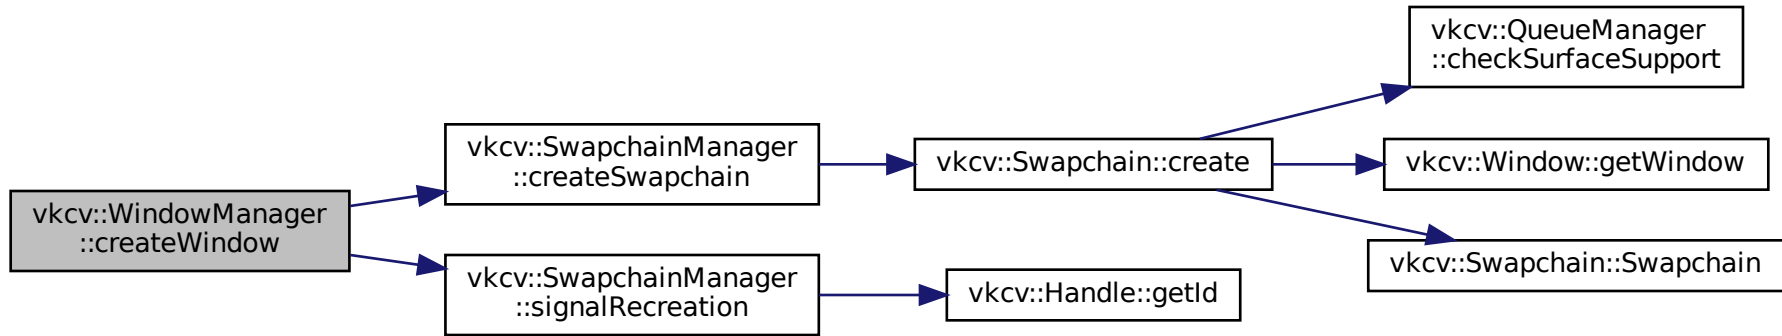 vkcv::WindowManager
::createWindow
vkcv::SwapchainManager
::createSwapchain
vkcv::SwapchainManager
::signalRecreation
vkcv::Swapchain::create
vkcv::Handle::getId
vkcv::QueueManager
::checkSurfaceSupport
vkcv::Window::getWindow
vkcv::Swapchain::Swapchain